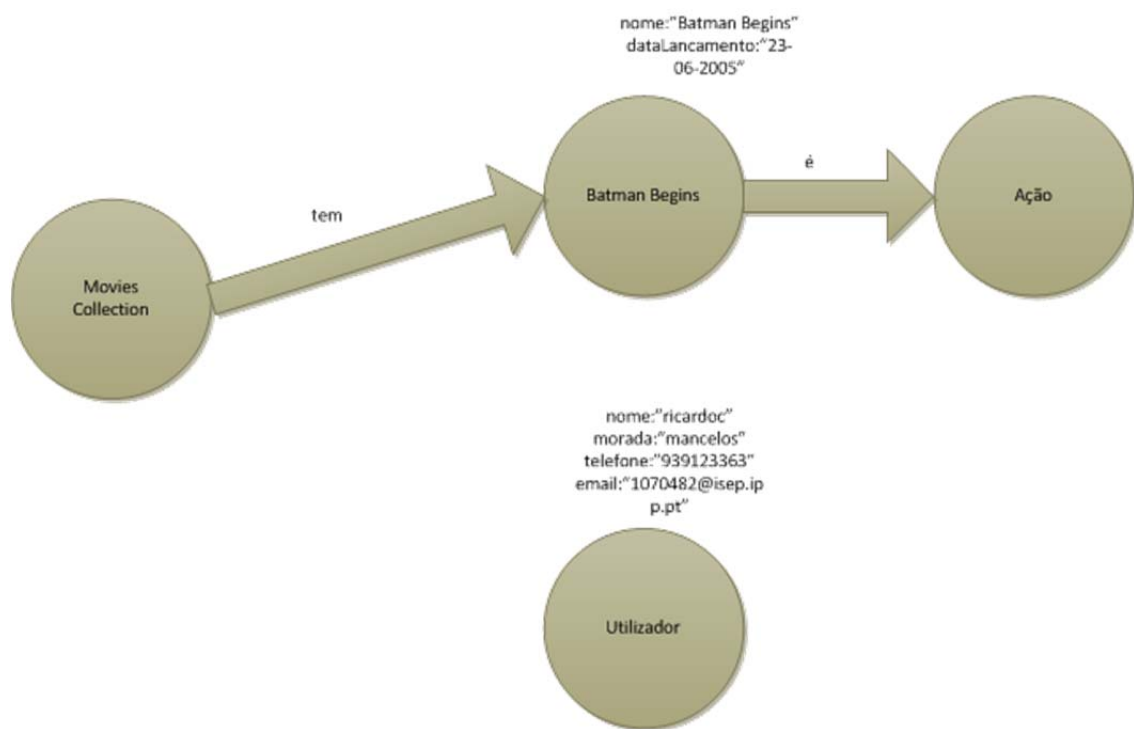 nome:"Batman Begins"
dataLancamento:"23-
06-2005"
Batman Begins
é
Ação
tem
Movies
Collection
nome:"ricardoc"
morada:"mancelos"
telefone:"939123363"
email:"1070482@isep.ip
p.pt"
Utilizador